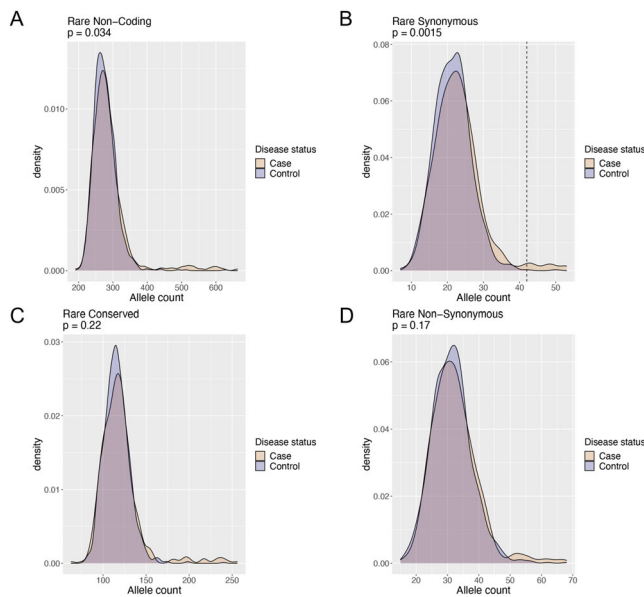 A
Rare Non−Coding
p = 0.034
0.010
0.005
0.000
density
200 300 400 500 600
Allele count
Disease status
Case
Control
B
Rare Synonymous
p = 0.0015
0.08
0.06
0.04
0.02
0.00
density
10 20 30 40 50
Allele count
Disease status
Case
Control
C
Rare Conserved
p = 0.22
0.03
0.02
0.01
0.00
density
100 150 200 250
Allele count
Disease status
Case
Control
D
Rare Non−Synonymous
p = 0.17
0.06
0.04
0.02
0.00
density
20 30 40 50 60 70
Allele count
Disease status
Case
Control